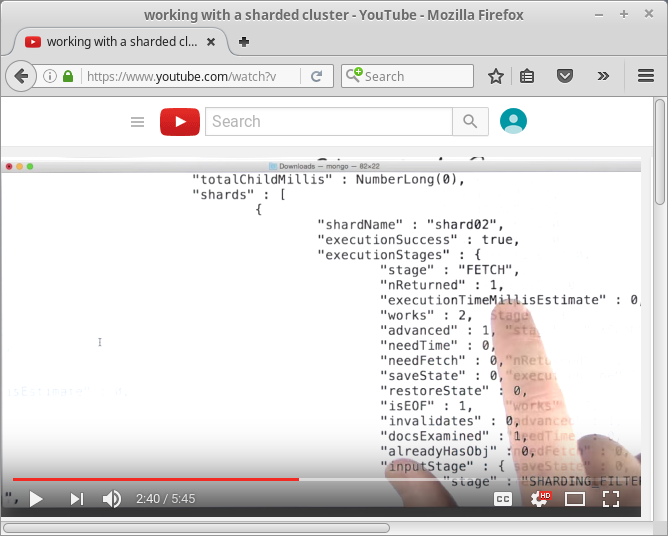 working with a sharded cluster - YouTube - Mozilla Firefox
working with a sharded cl...
https://www.youtube.com/watch?v
Search
Search
Downloads — mongo — 82×22
"totalChildMillis" : NumberLong(0),
"shards" : [
{
"shardName" : "shard02",
"executionSuccess" : true,
"executionStages" : {
"stage" : "FETCH",
"nReturned" : 1,
"executionTimeMillisEstimate" : 0,
"works" : 2,
"advanced" : 1,
"needTime" : 0,
"needFetch" : 0,
"saveState" : 0,
"restoreState" : 0,
"isEOF" : 1,
"invalidates" : 0,
"docsExamined" : 1,
"alreadyHasObj" : 0,
"inputStage" : {
"stage" : "SHARDING_FILTER
",
2:40 / 5:45
CC
HD